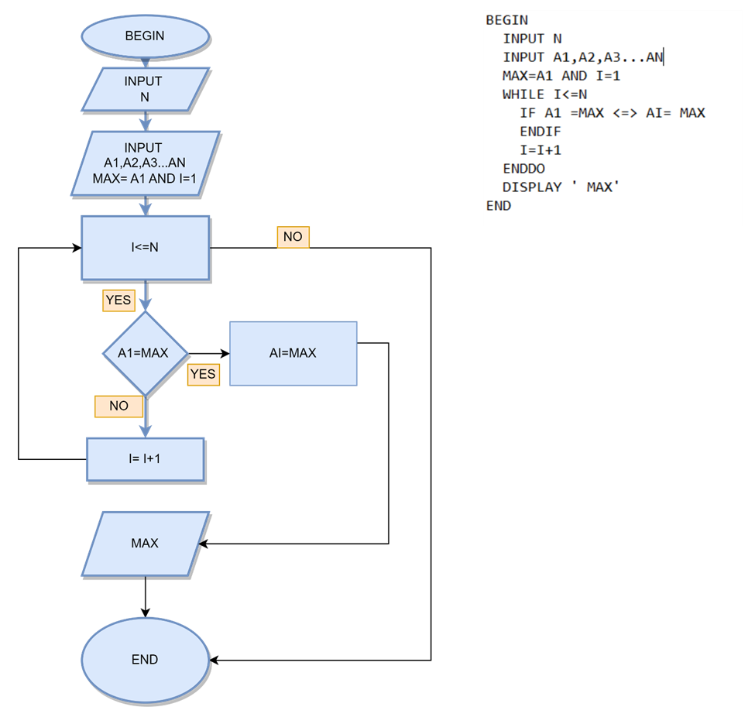 BEGIN
INPUT
N
INPUT
A1,A2,A3...AN
MAX= A1 AND I=1
I<=N
NO
YES
A1=MAX
YES
AI=MAX
NO
I= I+1
MAX
END
BEGIN
INPUT N
INPUT A1,A2,A3...AN
MAX=A1 AND I=1
WHILE I<=N
IF A1 =MAX <=> AI= MAX
ENDIF
I=I+1
ENDDO
DISPLAY ' MAX'
END